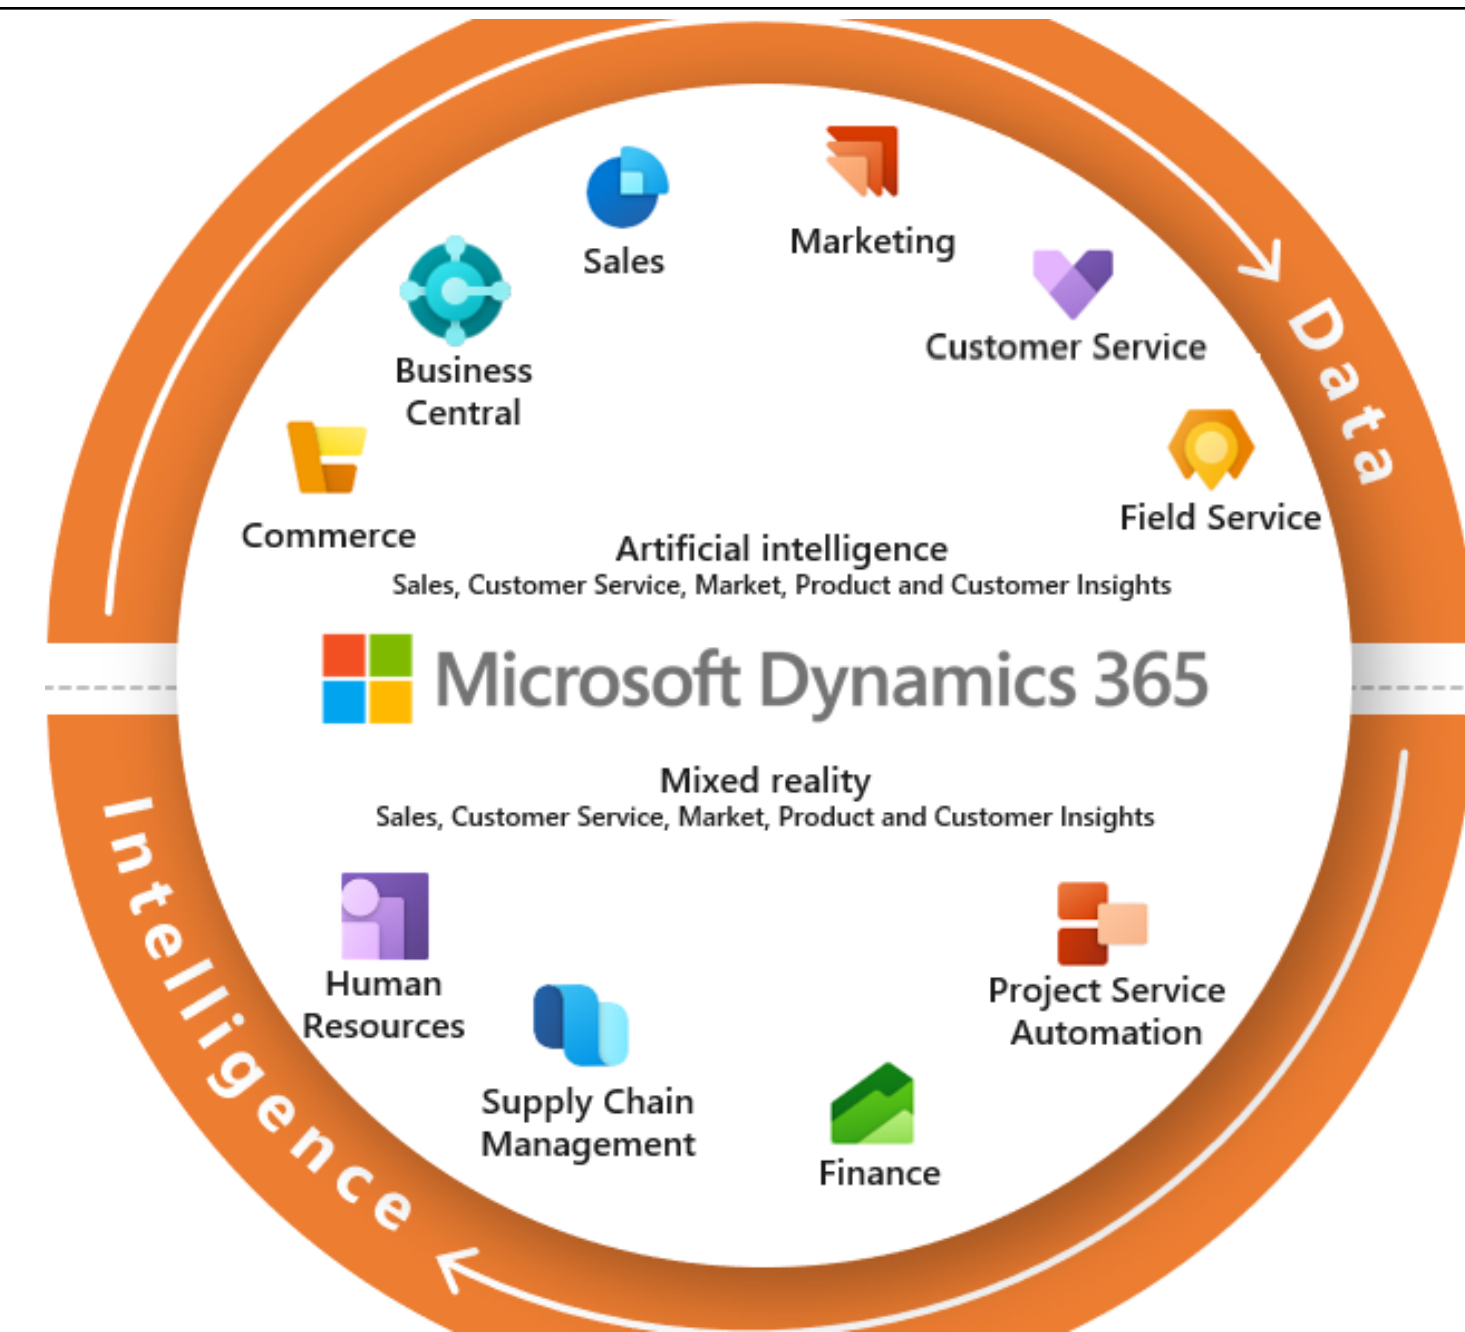 Sales
Marketing
Business
Central
Customer Service
Commerce
Field Service
Data
Artificial intelligence
Sales, Customer Service, Market, Product and Customer Insights
Microsoft Dynamics 365
Mixed reality
Sales, Customer Service, Market, Product and Customer Insights
Intelligence
Human
Resources
Project Service
Automation
Supply Chain
Management
Finance